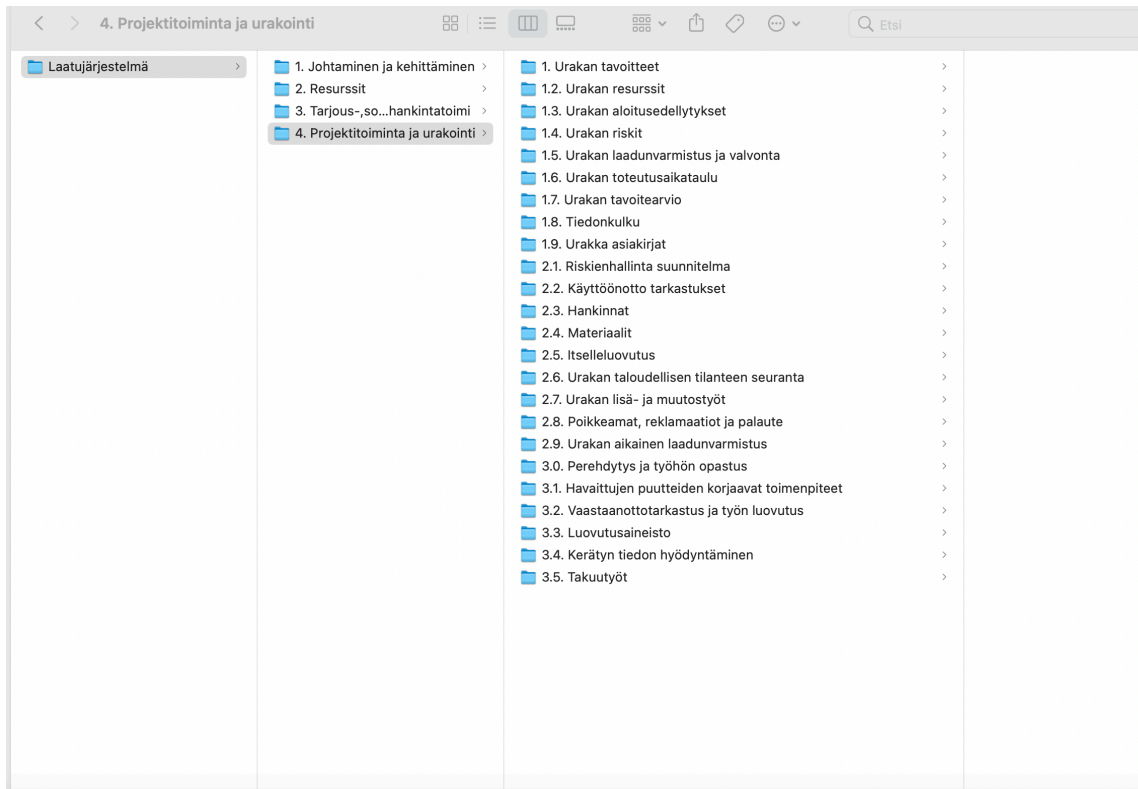 4. Projektitoiminta ja urakointi
Etsi
Laatujärjestelmä
1. Johtaminen ja kehittäminen
2. Resurssit
3. Tarjous-,so...hankintatoimi
4. Projektitoiminta ja urakointi
1. Urakan tavoitteet
1.2. Urakan resurssit
1.3. Urakan aloitusedellytykset
1.4. Urakan riskit
1.5. Urakan laadunvarmistus ja valvonta
1.6. Urakan toteutusaikataulu
1.7. Urakan tavoitearvio
1.8. Tiedonkulku
1.9. Urakka asiakirjat
2.1. Riskienhallinta suunnitelma
2.2. Käyttöönotto tarkastukset
2.3. Hankinnat
2.4. Materiaalit
2.5. Itselleluovutus
2.6. Urakan taloudellisen tilanteen seuranta
2.7. Urakan lisä- ja muutostyöt
2.8. Poikkeamat, reklamaatiot ja palaute
2.9. Urakan aikainen laadunvarmistus
3.0. Perehdytys ja työhön opastus
3.1. Havaittujen puutteiden korjaavat toimenpiteet
3.2. Vaastaanottotarkastus ja työn luovutus
3.3. Luovutusaineisto
3.4. Kerätyn tiedon hyödyntäminen
3.5. Takuutyöt